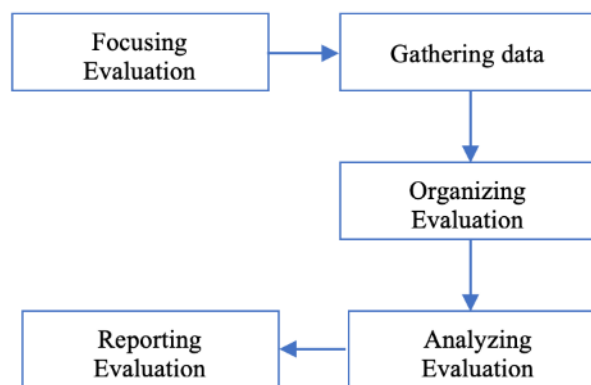 Focusing
Evaluation
Gathering data
Organizing
Evaluation
Analyzing
Evaluation
Reporting
Evaluation